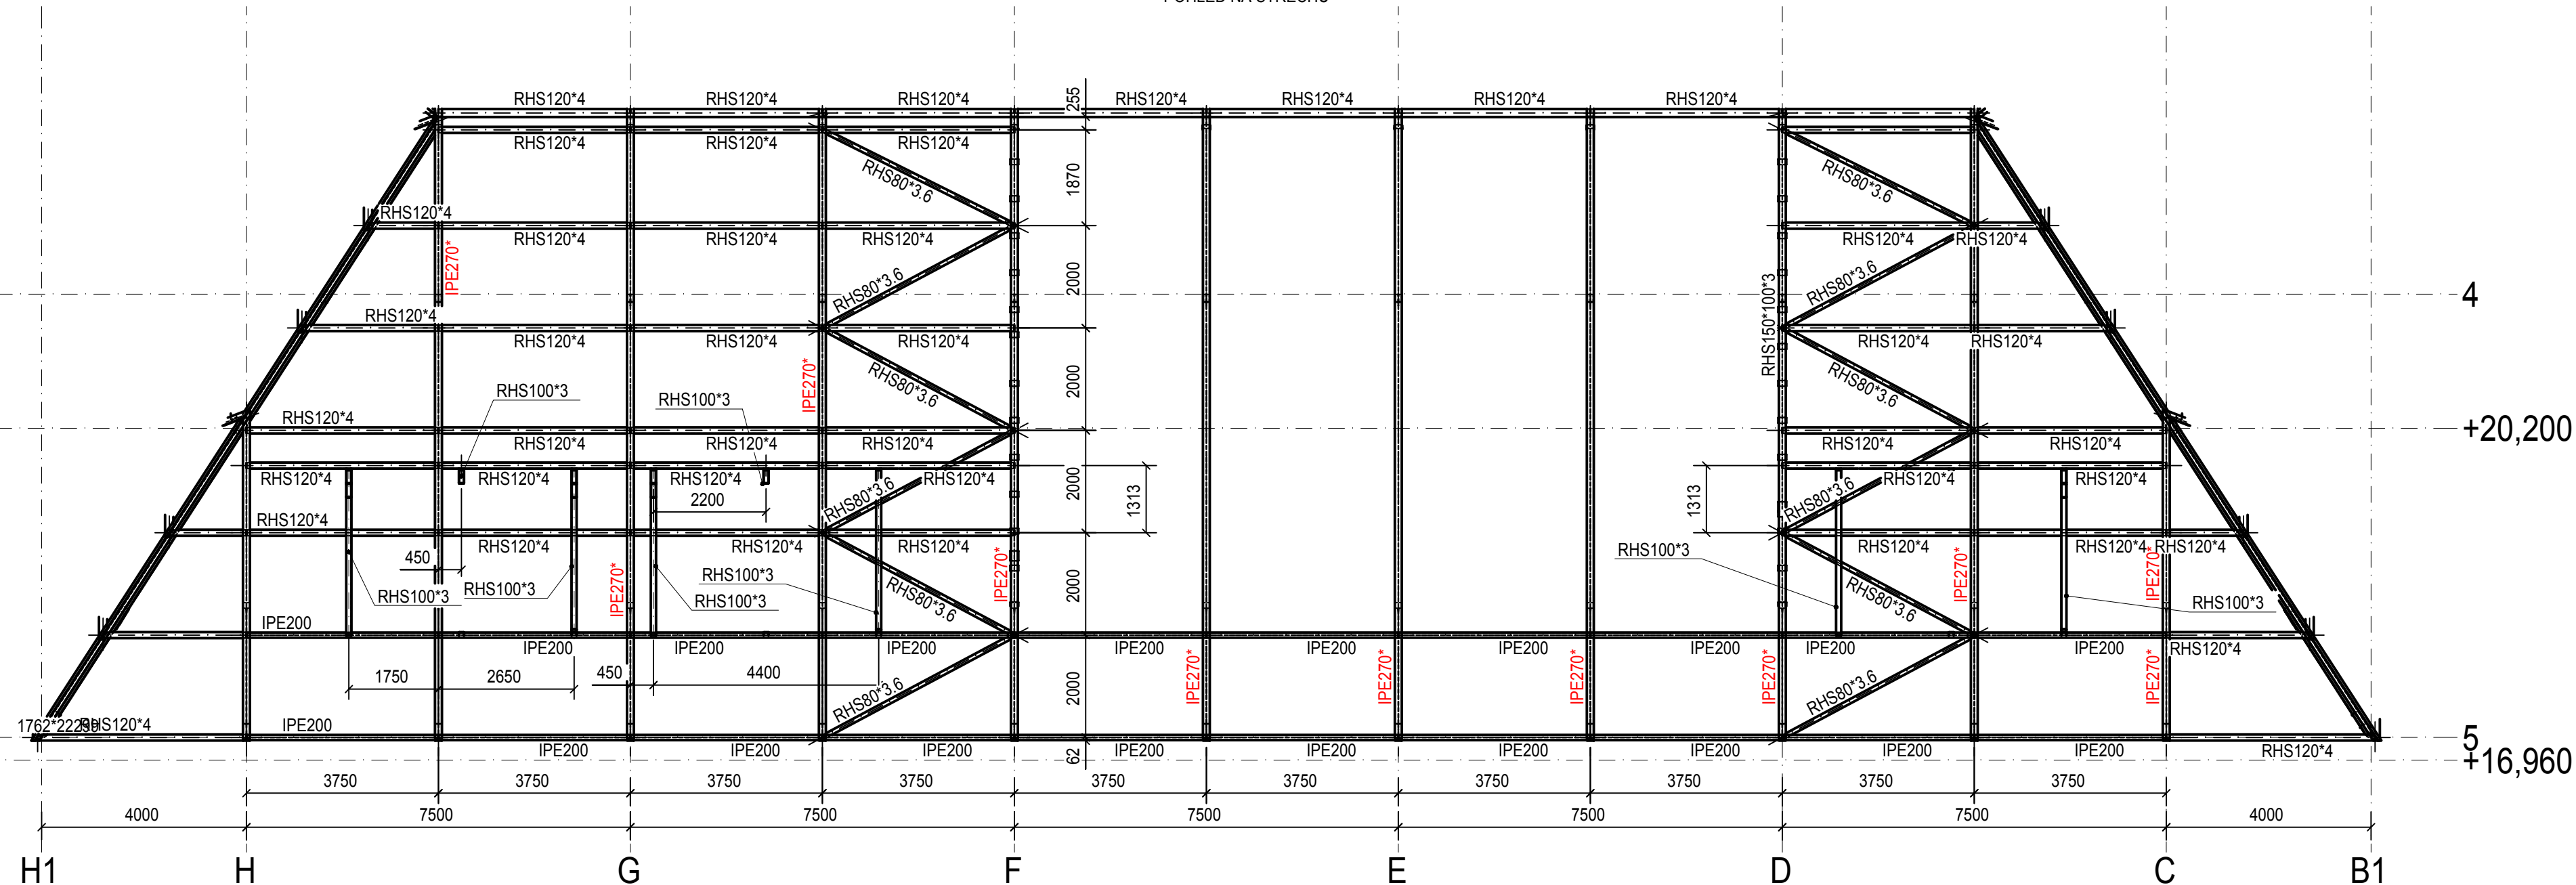 RHS120*4 RHS120*4 RHS120*4 255 RHS120*4 RHS120*4 RHS120*4 RHS120*4
RHS120*4 RHS120*4 RHS120*4
RHS80*3.6 1870 RHS80*3.6
RHS120*4
RHS120*4 RHS120*4 RHS120*4 RHS120*4 RHS120*4
IPE270* RHS80*3.6 2000 RHS150*100*3 RHS80*3.6
4
RHS120*4
RHS120*4 RHS120*4 RHS120*4 RHS120*4 RHS120*4
RHS100*3 RHS100*3 IPE270* RHS80*3.6 2000 RHS80*3.6
RHS120*4
+20,200
RHS120*4 RHS120*4 RHS120*4 RHS120*4 RHS120*4
RHS120*4 RHS120*4 RHS120*4 RHS120*4 RHS120*4 RHS120*4
2200 RHS80*3.6 2000 1313 1313 RHS80*3.6
RHS120*4
RHS120*4 RHS120*4 RHS120*4 RHS120*4 RHS120*4 RHS120*4
450 RHS100*3
RHS100*3 RHS100*3 IPE270* RHS100*3 RHS100*3 RHS80*3.6 IPE270* 2000 RHS80*3.6 IPE270* IPE270* RHS100*3
IPE200
IPE200 IPE200 IPE200 IPE200 IPE200 IPE200 IPE200 IPE200 IPE200 RHS120*4
1750 2650 450 4400
RHS80*3.6 2000 IPE270* IPE270* IPE270* IPE270* RHS80*3.6 IPE270*
RHS120*4 IPE200
5
IPE200 IPE200 IPE200 IPE200 IPE200 IPE200 IPE200 IPE200 IPE200 RHS120*4
62
+16,960
3750 3750 3750 3750 3750 3750 3750 3750 3750 3750
4000 7500 7500 7500 7500 7500 4000
H1 H G F E D C B1